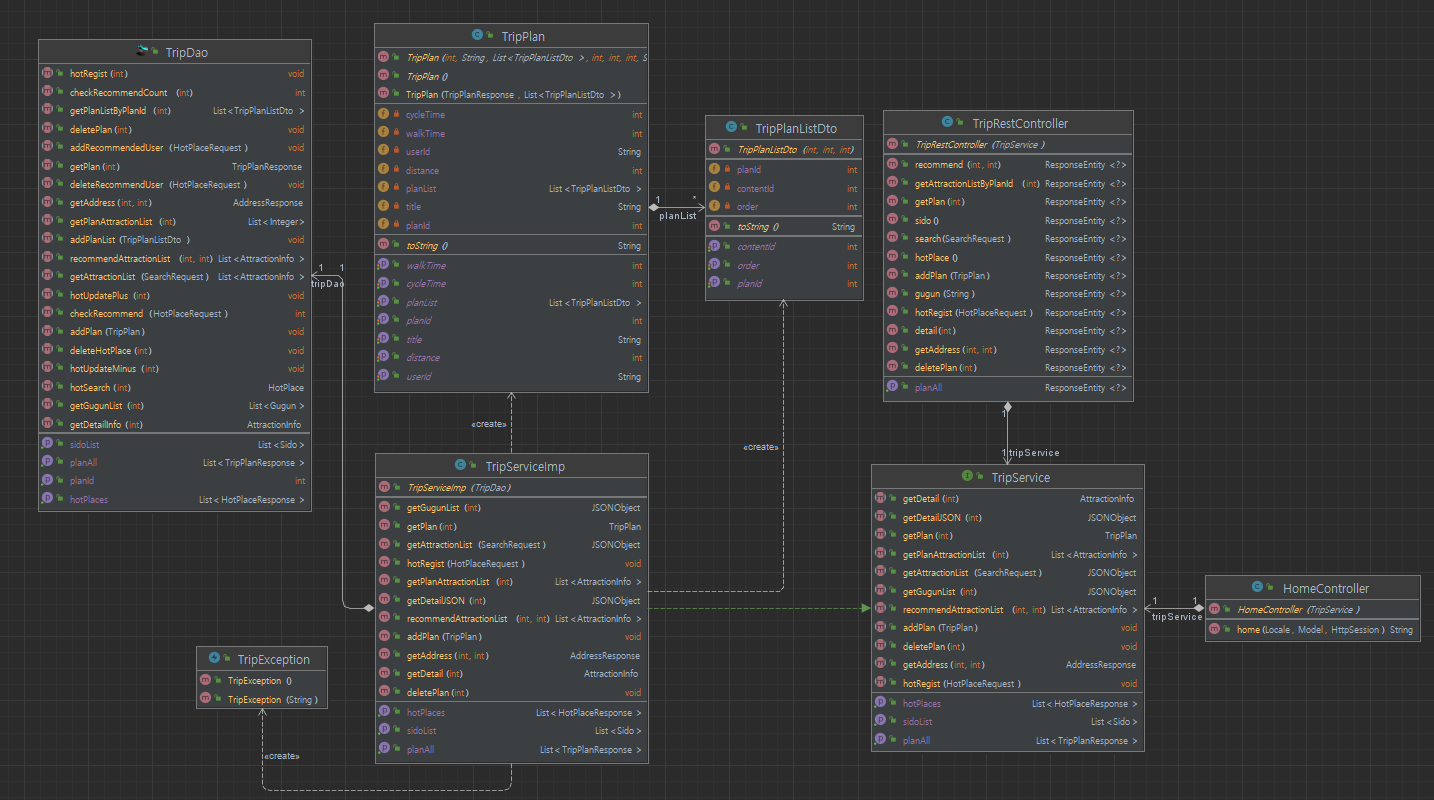 TripDao
hotRegist (int) void
checkRecommendCount (int) int
getPlanListByPlanId (int) List<TripPlanListDto >
deletePlan (int) void
addRecommendedUser (HotPlaceRequest ) void
getPlan (int) TripPlanResponse
deleteRecommendUser (HotPlaceRequest ) void
getAddress (int, int) AddressResponse
getPlanAttractionList (int) List<Integer>
addPlanList (TripPlanListDto ) void
recommendAttractionList (int, int) List <AttractionInfo >
getAttractionList (SearchRequest ) List <AttractionInfo >
hotUpdatePlus (int) void
checkRecommend (HotPlaceRequest ) int
addPlan (TripPlan) void
deleteHotPlace (int) void
hotUpdateMinus (int) void
hotSearch (int) HotPlace
getGugunList (int) List<Gugun >
getDetailInfo (int) AttractionInfo
sidoList List <Sido >
planAll List <TripPlanResponse >
planId int
hotPlaces List <HotPlaceResponse >
1 1
tripDao
TripPlan
TripPlan (int, String, List<TripPlanListDto >, int, int, int, S
TripPlan ()
TripPlan (TripPlanResponse , List<TripPlanListDto >)
cycleTime int
walkTime int
userId String
distance int
planList List <TripPlanListDto >
title String
planId int
toString () String
walkTime int
cycleTime int
planList List <TripPlanListDto >
planId int
title String
distance int
userId String
1 *
planList
TripPlanListDto
TripPlanListDto (int, int, int)
planId int
contentId int
order int
toString () String
contentId int
order int
planId int
TripRestController
TripRestController (TripService )
recommend (int, int) ResponseEntity <?>
getAttractionListByPlanId (int) ResponseEntity <?>
getPlan (int) ResponseEntity <?>
sido () ResponseEntity <?>
search(SearchRequest ) ResponseEntity <?>
hotPlace () ResponseEntity <?>
addPlan (TripPlan) ResponseEntity <?>
gugun (String ) ResponseEntity <?>
hotRegist (HotPlaceRequest ) ResponseEntity <?>
detail(int) ResponseEntity <?>
getAddress (int, int) ResponseEntity <?>
deletePlan (int) ResponseEntity <?>
planAll ResponseEntity <?>
1
1 tripService
«create»
«create»
TripServiceImp
TripServiceImp (TripDao )
getGugunList (int) JSONObject
getPlan (int) TripPlan
getAttractionList (SearchRequest ) JSONObject
hotRegist (HotPlaceRequest ) void
getPlanAttractionList (int) List <AttractionInfo >
getDetailJSON (int) JSONObject
recommendAttractionList (int, int) List <AttractionInfo >
addPlan (TripPlan) void
getAddress (int, int) AddressResponse
getDetail (int) AttractionInfo
deletePlan (int) void
hotPlaces List <HotPlaceResponse >
sidoList List <Sido >
planAll List <TripPlanResponse >
TripService
getDetail (int) AttractionInfo
getDetailJSON (int) JSONObject
getPlan (int) TripPlan
getPlanAttractionList (int) List <AttractionInfo >
getAttractionList (SearchRequest ) JSONObject
getGugunList (int) JSONObject
recommendAttractionList (int, int) List <AttractionInfo >
addPlan (TripPlan) void
deletePlan (int) void
getAddress (int, int) AddressResponse
hotRegist (HotPlaceRequest ) void
hotPlaces List <HotPlaceResponse >
sidoList List <Sido >
planAll List <TripPlanResponse >
1 1
tripService
HomeController
HomeController (TripService )
home (Locale , Model , HttpSession ) String
TripException
TripException ()
TripException (String )
«create»